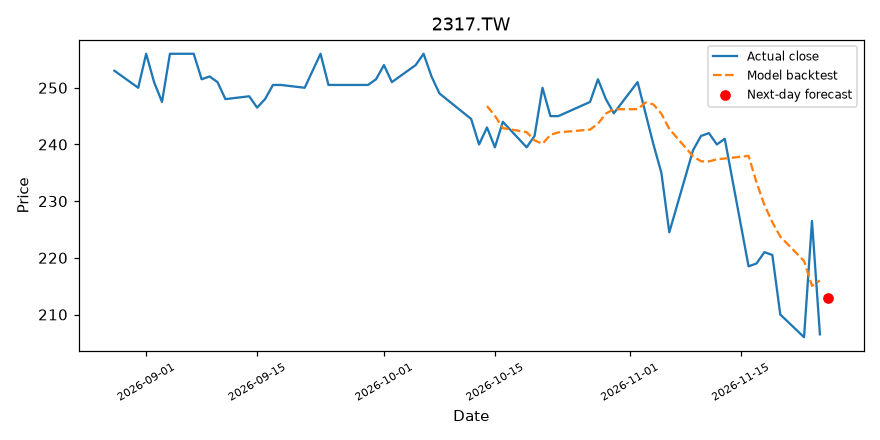 2317.TW
Actual close
Model backtest
Next-day forecast
Price
250
240
230
220
210
2026-09-01
2026-09-15
2026-10-01
2026-10-15
2026-11-01
2026-11-15
Date